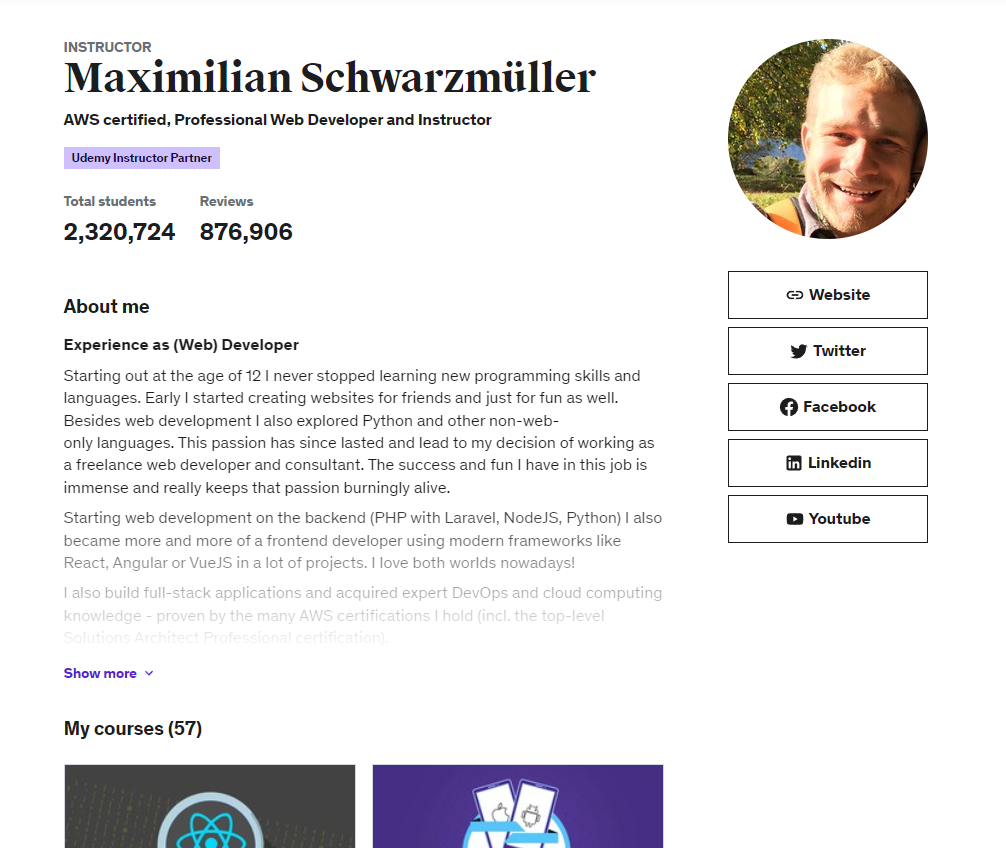 INSTRUCTOR
Maximilian Schwarzmüller
AWS certified, Professional Web Developer and Instructor
Udemy Instructor Partner
Total students Reviews
2,320,724 876,906
About me
Experience as (Web) Developer
Starting out at the age of 12 I never stopped learning new programming skills and
languages. Early I started creating websites for friends and just for fun as well.
Besides web development I also explored Python and other non-web-
only languages. This passion has since lasted and lead to my decision of working as
a freelance web developer and consultant. The success and fun I have in this job is
immense and really keeps that passion burningly alive.
Starting web development on the backend (PHP with Laravel, NodeJS, Python) I also
became more and more of a frontend developer using modern frameworks like
React, Angular or VueJS in a lot of projects. I love both worlds nowadays!
I also build full-stack applications and acquired expert DevOps and cloud computing
knowledge - proven by the many AWS certifications I hold (incl. the top-level
Solutions Architect Professional certification).
Show more
My courses (57)
Website
Twitter
Facebook
Linkedin
Youtube